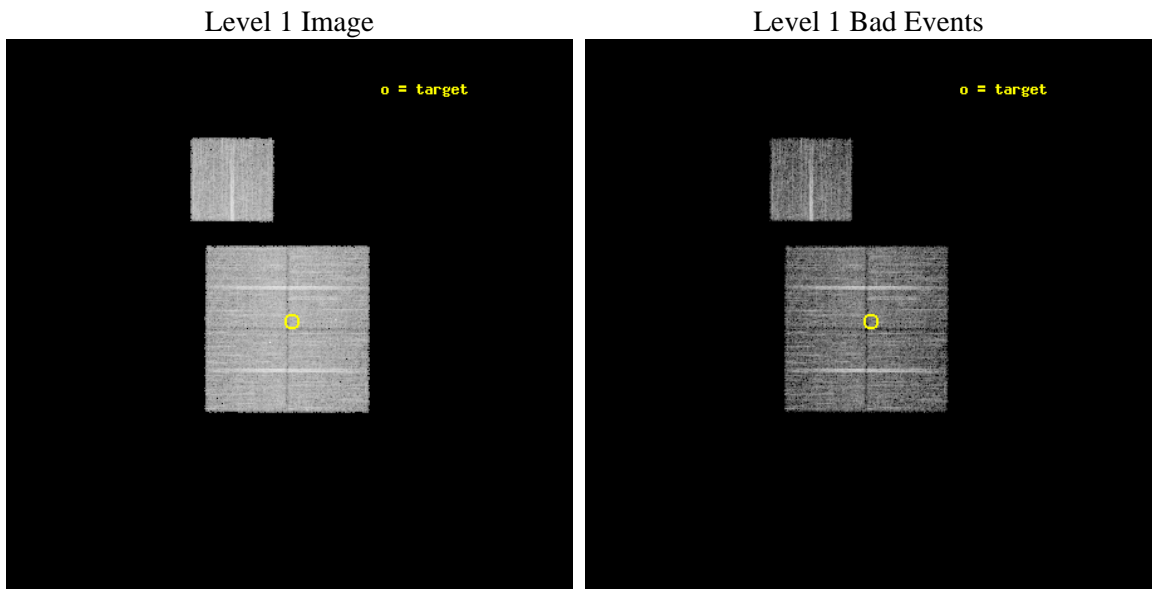 Level 1 Image
Level 1 Bad Events
o = target
o = target